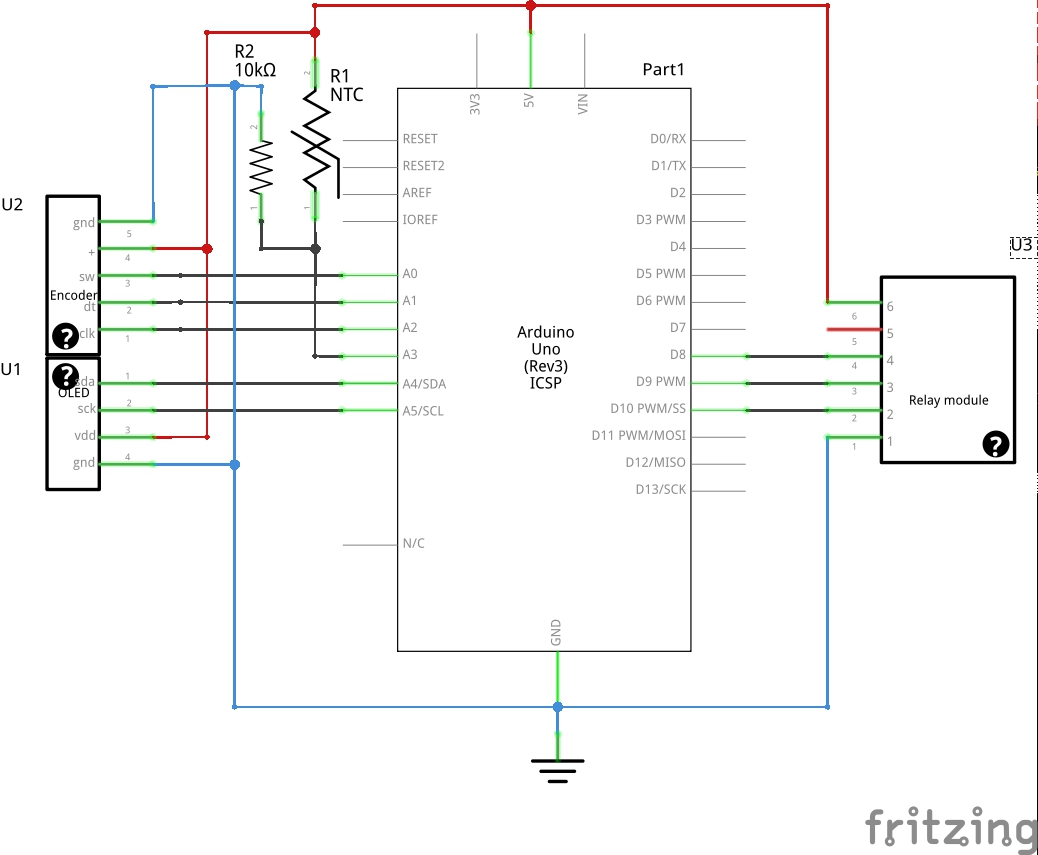 R2
10kΩ
2
1
R1
NTC
2
1
Part1
3V3
5V
VIN
RESET
RESET2
AREF
IOREF
A0
A1
A2
A3
A4/SDA
A5/SCL
N/C
D0/RX
D1/TX
D2
D3 PWM
D4
D5 PWM
D6 PWM
D7
D8
D9 PWM
D10 PWM/SS
D11 PWM/MOSI
D12/MISO
D13/SCK
Arduino
Uno
(Rev3)
ICSP
GND
U2
gnd
5
+
4
sw
3
Encoder
dt
2
clk
1
?
U1
?
sda
1
OLED
sck
2
vdd
3
gnd
4
U3
6
6
5
5
4
4
3
3
2
2
1
1
Relay module
?
fritzing